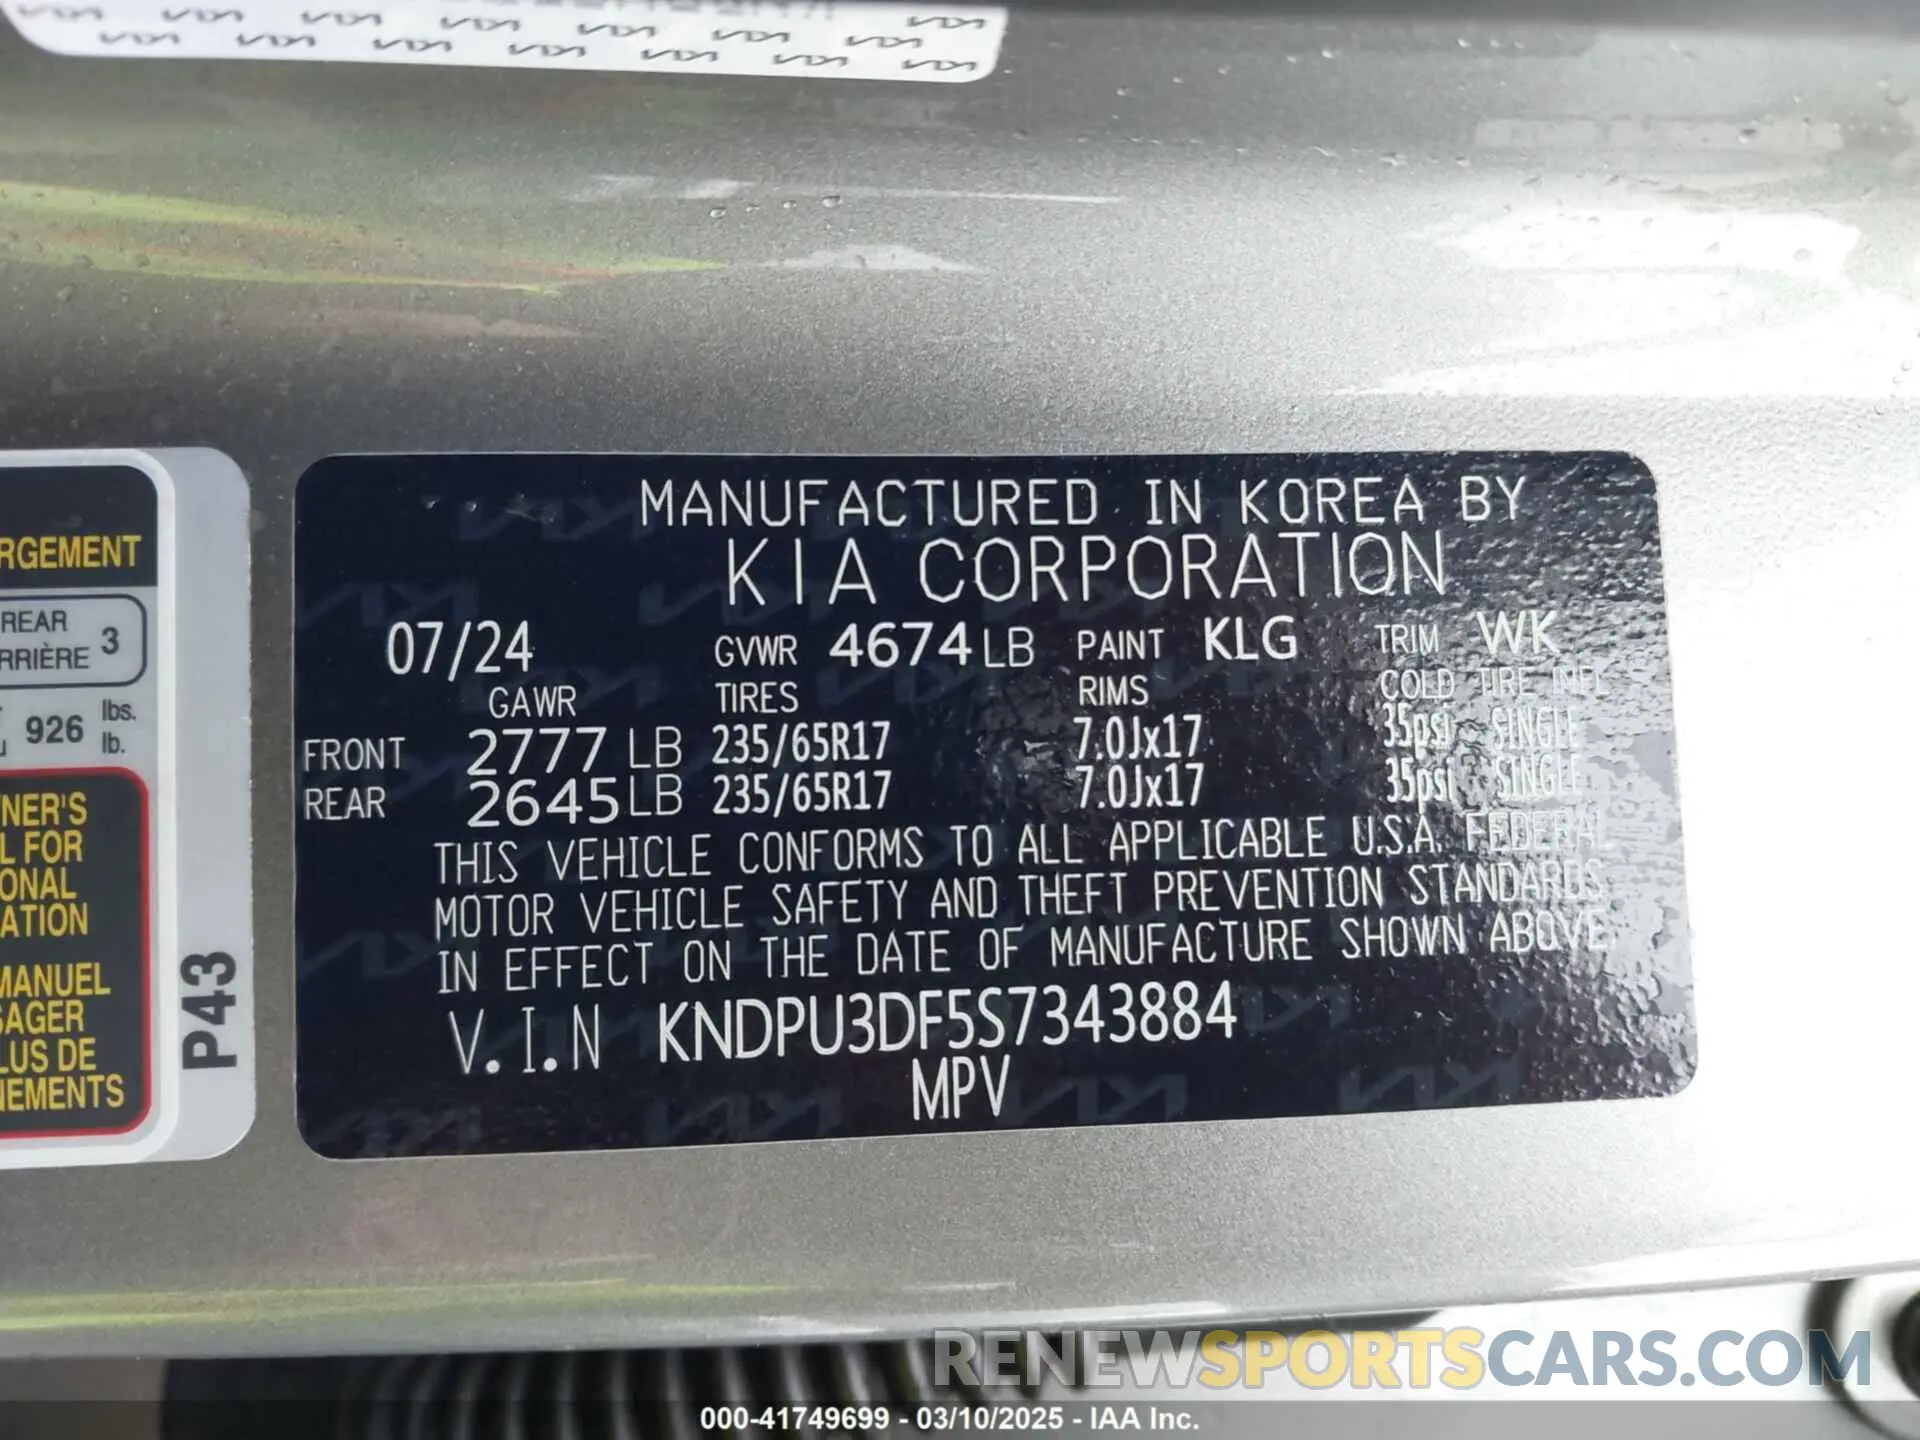 RGEMENT
REAR
RRIÈRE 3
926 lbs.
lb.
NER'S
L FOR
ONAL
ATION
MANUEL
SAGER
LUS DE
NEMENTS
P43
MANUFACTURED IN KOREA BY
KIA CORPORATION
07/24 GVWR 4674 LB PAINT KLG TRIM WK
GAWR TIRES RIMS COLD TIRE INFL
FRONT 2777 LB 235/65R17 7.0Jx17 35psi SINGLE
REAR 2645 LB 235/65R17 7.0Jx17 35psi SINGLE
THIS VEHICLE CONFORMS TO ALL APPLICABLE U.S.A. FEDERAL
MOTOR VEHICLE SAFETY AND THEFT PREVENTION STANDARDS
IN EFFECT ON THE DATE OF MANUFACTURE SHOWN ABOVE.
V.I.N KNDPU3DF5S7343884
MPV
RENEWSPORTSCARS.COM
000-41749699 - 03/10/2025 - IAA Inc.